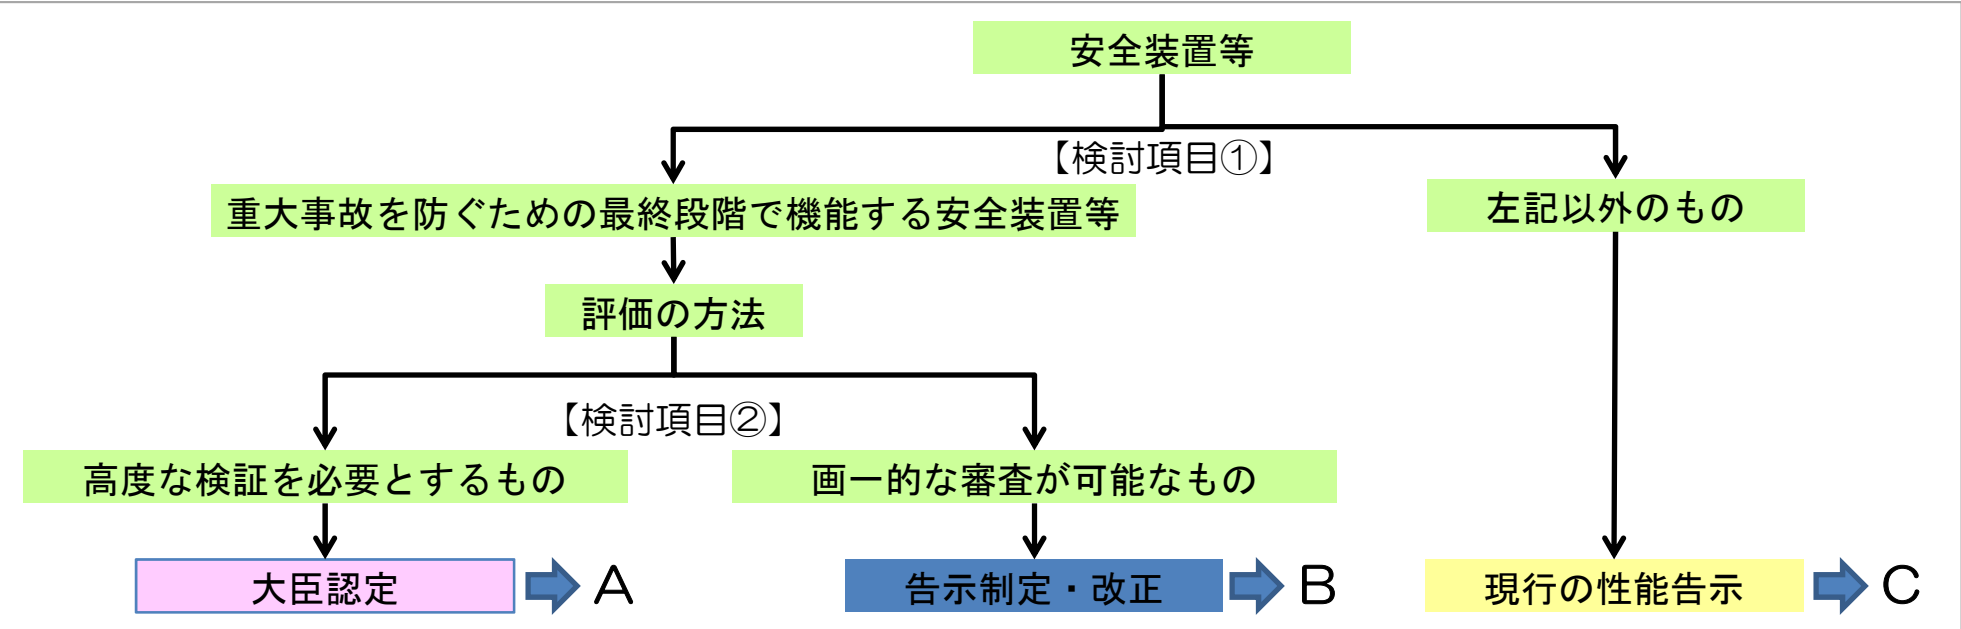 安全装置等
【検討項目①】
重大事故を防ぐための最終段階で機能する安全装置等
左記以外のもの
評価の方法
【検討項目②】
高度な検証を必要とするもの
画一的な審査が可能なもの
大臣認定
A
告示制定・改正
B
現行の性能告示
C